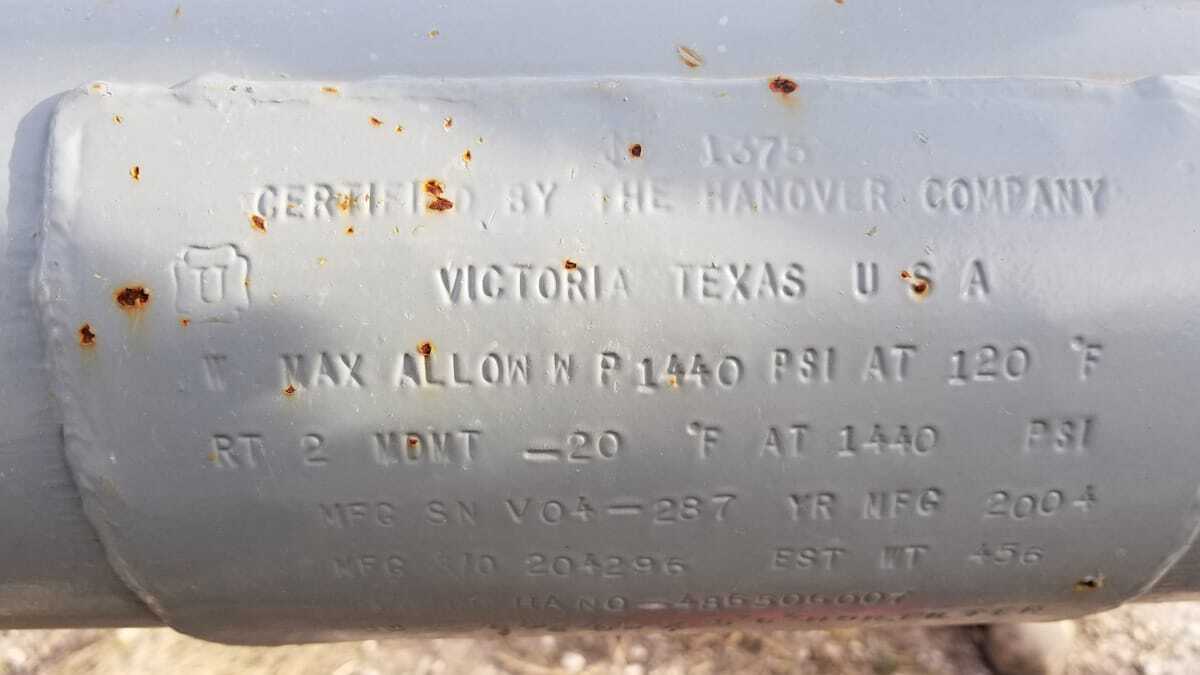 1375
CERTIFIED BY THE HANOVER COMPANY
U VICTORIA TEXAS U S A
W MAX ALLOW W P 1440 PSI AT 120 °F
RT 2 MDMT -20 °F AT 1440 PSI
MFG SN V04-287 YR MFG 2004
MFG 204296 EST WT 456